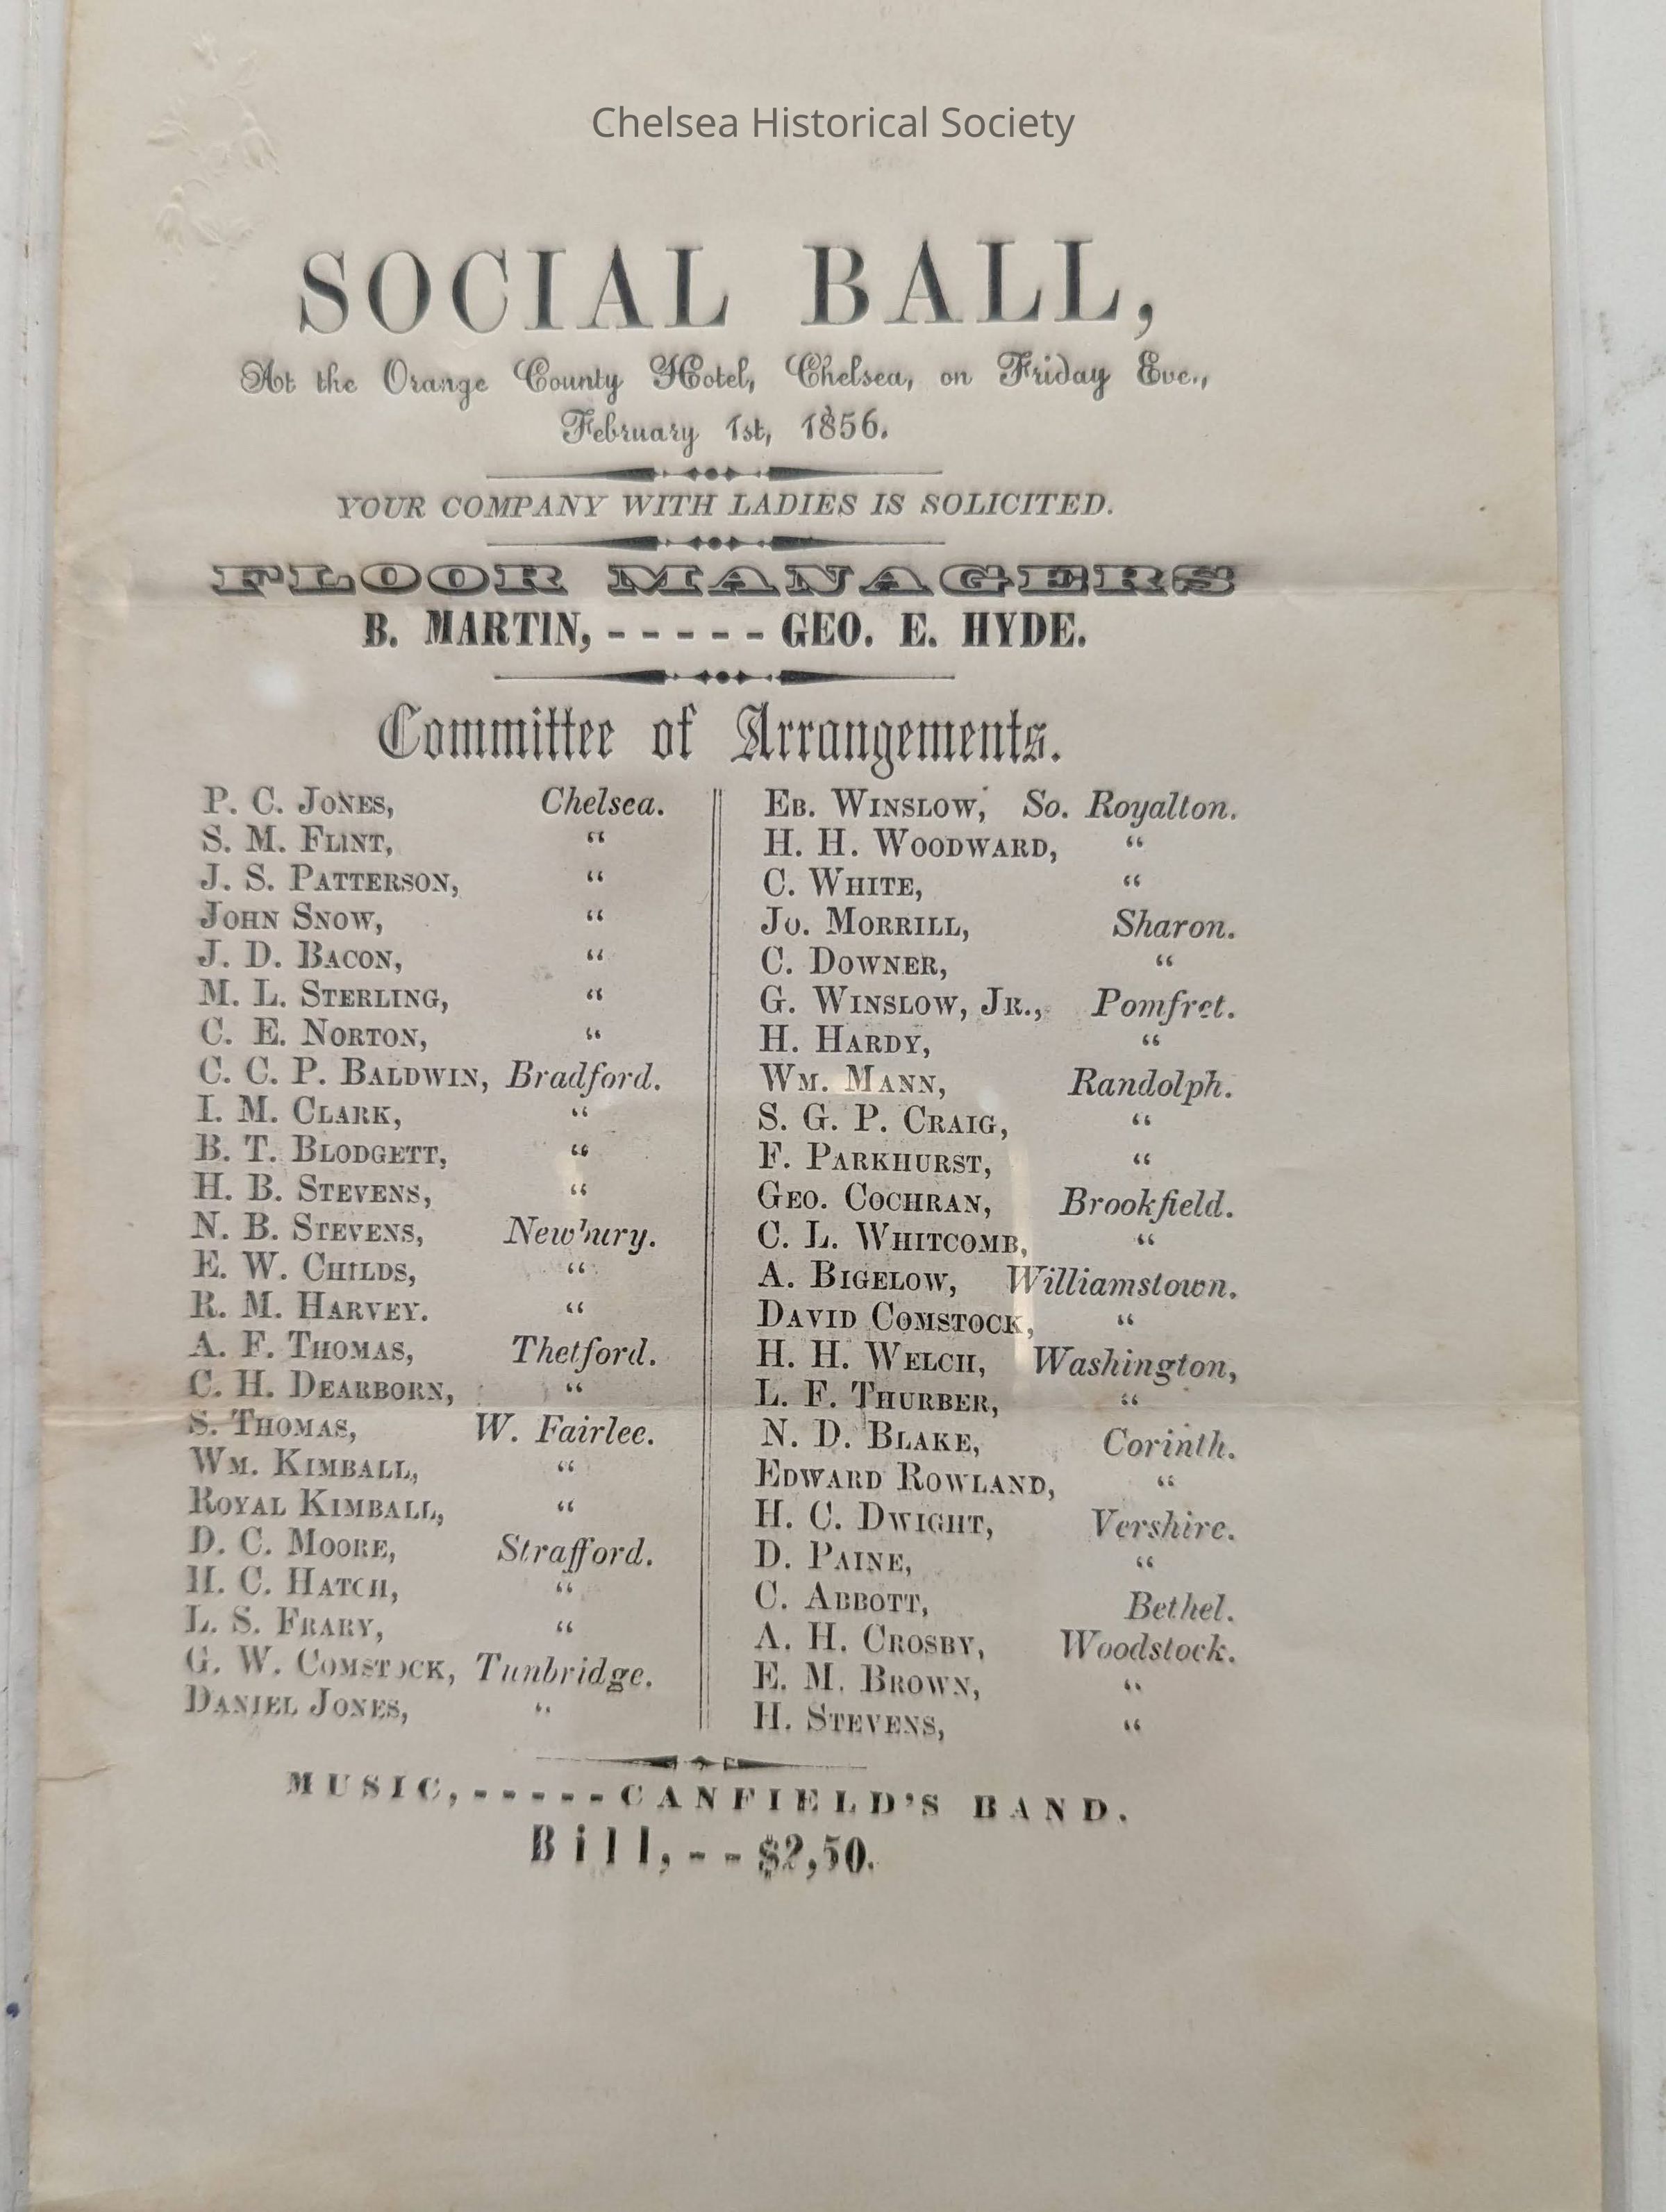 Chelsea Historical Society
SOCIAL BALL,
At the Orange County Hotel, Chelsea, on Friday Eve.,
February 1st, 1856.
YOUR COMPANY WITH LADIES IS SOLICITED.
FLOOR MANAGERS
B. MARTIN, - - - - - GEO. E. HYDE.
Committee of Arrangements.
P. C. JONES, Chelsea.
S. M. FLINT, “
J. S. PATTERSON, “
JOHN SNOW, “
J. D. BACON, “
M. L. STERLING, “
C. E. NORTON, “
C. C. P. BALDWIN, Bradford.
I. M. CLARK, “
B. T. BLODGETT, “
H. B. STEVENS, “
N. B. STEVENS, Newbury.
E. W. CHILDS, “
R. M. HARVEY. “
A. F. THOMAS, Thetford.
C. H. DEARBORN, “
S. THOMAS, W. Fairlee.
WM. KIMBALL, “
ROYAL KIMBALL, “
D. C. MOORE, Strafford.
H. C. HATCH, “
L. S. FRARY, “
G. W. COMSTOCK, Tunbridge.
DANIEL JONES, “
EB. WINSLOW, So. Royalton.
H. H. WOODWARD, “
C. WHITE, “
JO. MORRILL, Sharon.
C. DOWNER, “
G. WINSLOW, JR., Pomfret.
H. HARDY, “
WM. MANN, Randolph.
S. G. P. CRAIG, “
F. PARKHURST, “
GEO. COCHRAN, Brookfield.
C. L. WHITCOMB, “
A. BIGELOW, Williamstown.
DAVID COMSTOCK, “
H. H. WELCH, Washington,
L. F. THURBER, “
N. D. BLAKE, Corinth.
EDWARD ROWLAND, “
H. C. DWIGHT, Vershire.
D. PAINE, “
C. ABBOTT, Bethel.
A. H. CROSBY, Woodstock.
E. M. BROWN, “
H. STEVENS, “
MUSIC, - - - - - CANFIELD'S BAND.
Bill, - - $2,50.